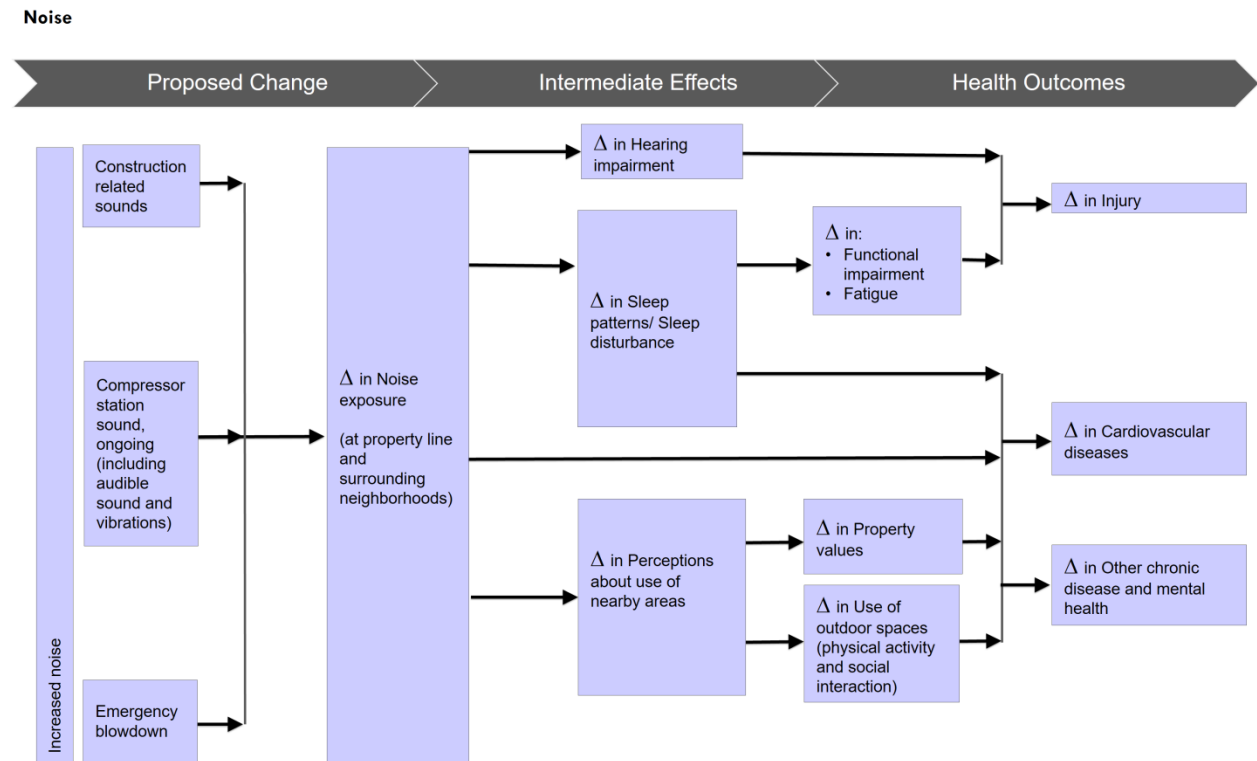 Noise
Proposed Change
Intermediate Effects
Health Outcomes
Increased noise
Construction
related
sounds
Compressor
station
sound,
ongoing
(including
audible
sound and
vibrations)
Emergency
blowdown
Δ in Noise
exposure
(at property line
and
surrounding
neighborhoods)
Δ in Hearing
impairment
Δ in Sleep
patterns/ Sleep
disturbance
Δ in Perceptions
about use of
nearby areas
Δ in:
• Functional
impairment
• Fatigue
Δ in Property
values
Δ in Use of
outdoor spaces
(physical activity
and social
interaction)
Δ in Injury
Δ in Cardiovascular
diseases
Δ in Other chronic
disease and mental
health